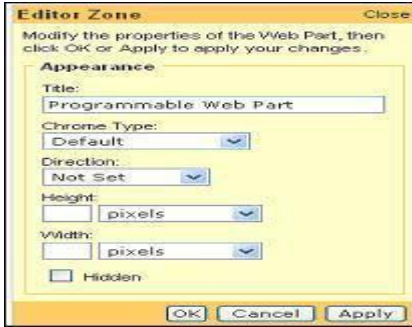 Editor Zone Close
Modify the properties of the Web Part, then
click OK or Apply to apply your changes.
Appearance
Title:
Programmable Web Part
Chrome Type:
Default
Direction:
Not Set
Height:
pixels
Width:
pixels
Hidden
OK Cancel Apply